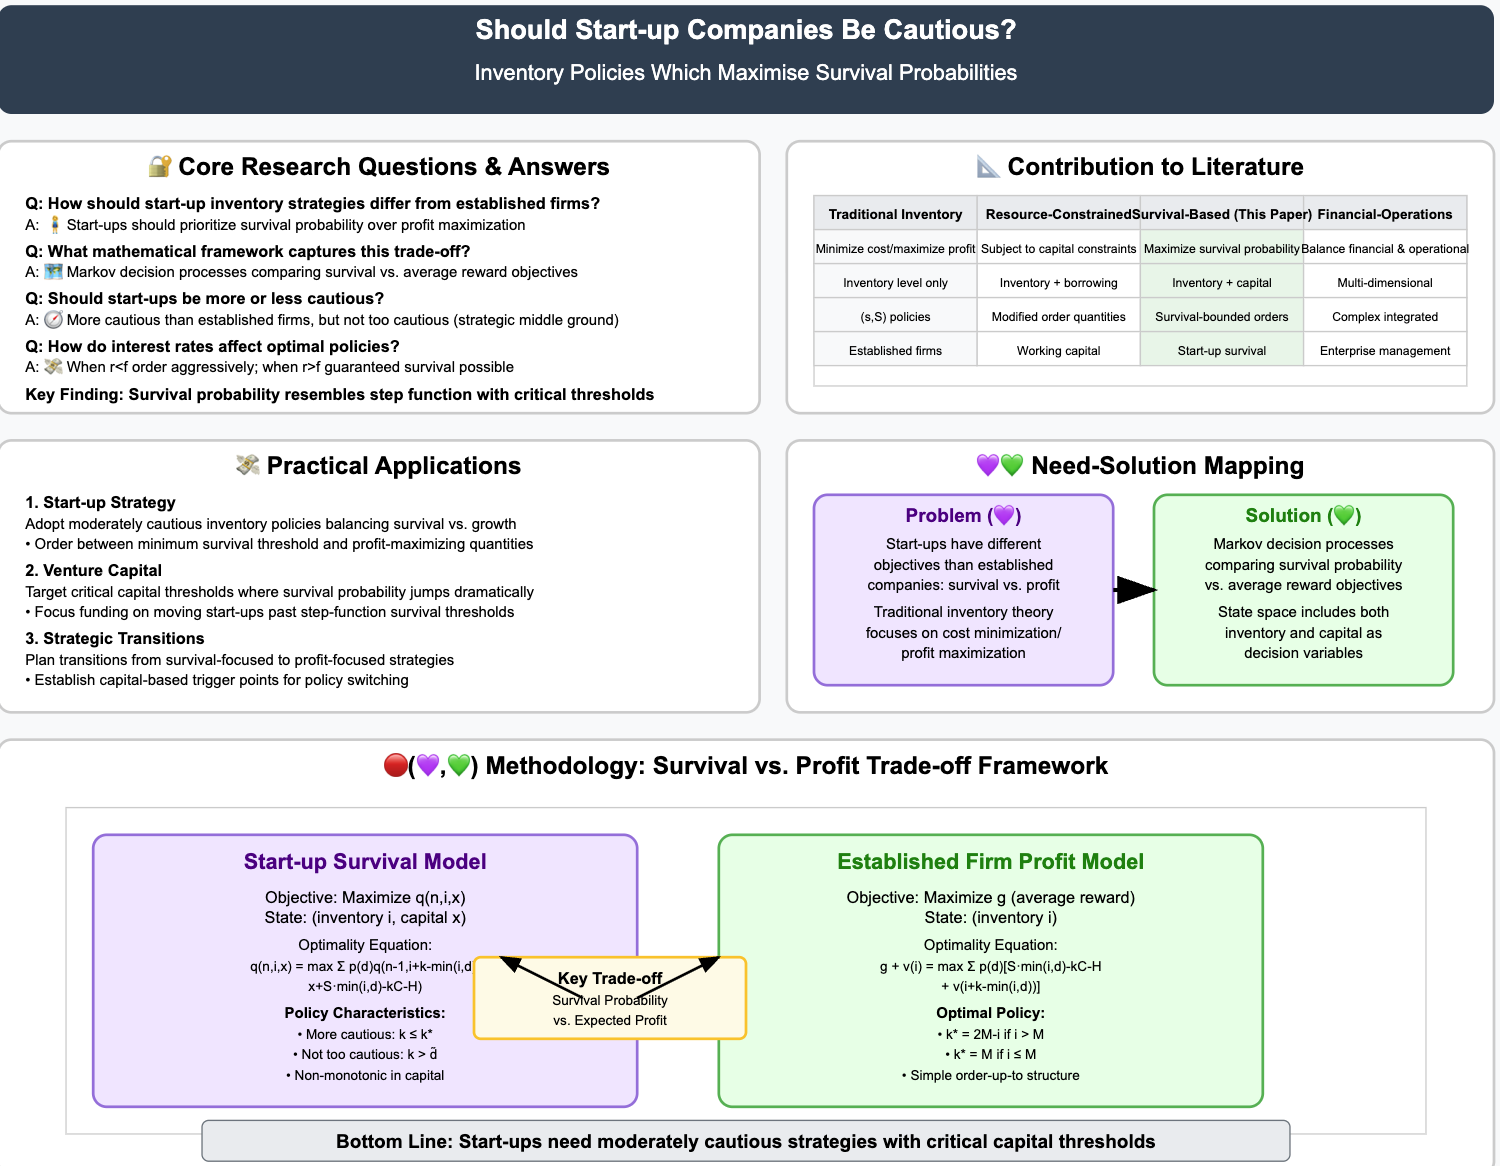 Should Start-up Companies Be Cautious?
Inventory Policies Which Maximise Survival Probabilities
🔐 Core Research Questions & Answers
Q: How should start-up inventory strategies differ from established firms?
A: 🧍 Start-ups should prioritize survival probability over profit maximization
Q: What mathematical framework captures this trade-off?
A: 🗺️ Markov decision processes comparing survival vs. average reward objectives
Q: Should start-ups be more or less cautious?
A: 🧭 More cautious than established firms, but not too cautious (strategic middle ground)
Q: How do interest rates affect optimal policies?
A: 💸 When r<f order aggressively; when r>f guaranteed survival possible
Key Finding: Survival probability resembles step function with critical thresholds
📐 Contribution to Literature
Traditional Inventory Resource-Constrained Survival-Based (This Paper) Financial-Operations
Minimize cost/maximize profit Subject to capital constraints Maximize survival probability Balance financial & operational
Inventory level only Inventory + borrowing Inventory + capital Multi-dimensional
(s,S) policies Modified order quantities Survival-bounded orders Complex integrated
Established firms Working capital Start-up survival Enterprise management
💸 Practical Applications
1. Start-up Strategy
Adopt moderately cautious inventory policies balancing survival vs. growth
• Order between minimum survival threshold and profit-maximizing quantities
2. Venture Capital
Target critical capital thresholds where survival probability jumps dramatically
• Focus funding on moving start-ups past step-function survival thresholds
3. Strategic Transitions
Plan transitions from survival-focused to profit-focused strategies
• Establish capital-based trigger points for policy switching
💜💚 Need-Solution Mapping
Problem (💜)
Start-ups have different
objectives than established
companies: survival vs. profit
Traditional inventory theory
focuses on cost minimization/
profit maximization
Solution (💚)
Markov decision processes
comparing survival probability
vs. average reward objectives
State space includes both
inventory and capital as
decision variables
🔴(💜,💚) Methodology: Survival vs. Profit Trade-off Framework
Start-up Survival Model
Objective: Maximize q(n,i,x)
State: (inventory i, capital x)
Optimality Equation:
q(n,i,x) = max Σ p(d)q(n-1,i+k-min(i,d
x+S·min(i,d)-kC-H)
Policy Characteristics:
• More cautious: k ≤ k*
• Not too cautious: k > d̄
• Non-monotonic in capital
Key Trade-off
Survival Probability
vs. Expected Profit
Established Firm Profit Model
Objective: Maximize g (average reward)
State: (inventory i)
Optimality Equation:
g + v(i) = max Σ p(d)[S·min(i,d)-kC-H
+ v(i+k-min(i,d))]
Optimal Policy:
• k* = 2M-i if i > M
• k* = M if i ≤ M
• Simple order-up-to structure
Bottom Line: Start-ups need moderately cautious strategies with critical capital thresholds